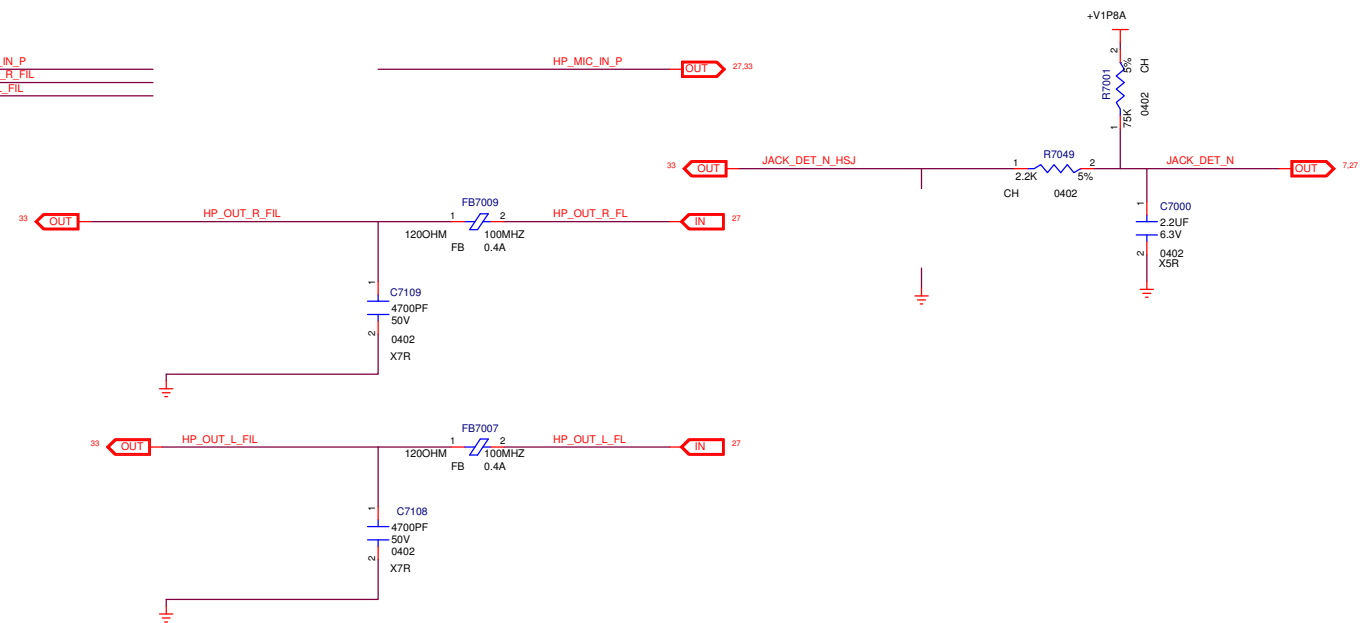 +V1P8A
2
5%
CH
R7001
75K
0402
1
IN_P
_R_FIL
_FIL
HP_MIC_IN_P
OUT
27,33
33
OUT
JACK_DET_N_HSJ
1
R7049
2
2.2K
5%
CH
0402
JACK_DET_N
OUT
7,27
1
C7000
2.2UF
6.3V
2
0402
X5R
33
OUT
HP_OUT_R_FIL
FB7009
1
2
120OHM
100MHZ
FB
0.4A
HP_OUT_R_FL
IN
27
1
C7109
4700PF
50V
2
0402
X7R
33
OUT
HP_OUT_L_FIL
FB7007
1
2
120OHM
100MHZ
FB
0.4A
HP_OUT_L_FL
IN
27
1
C7108
4700PF
50V
0402
2
X7R